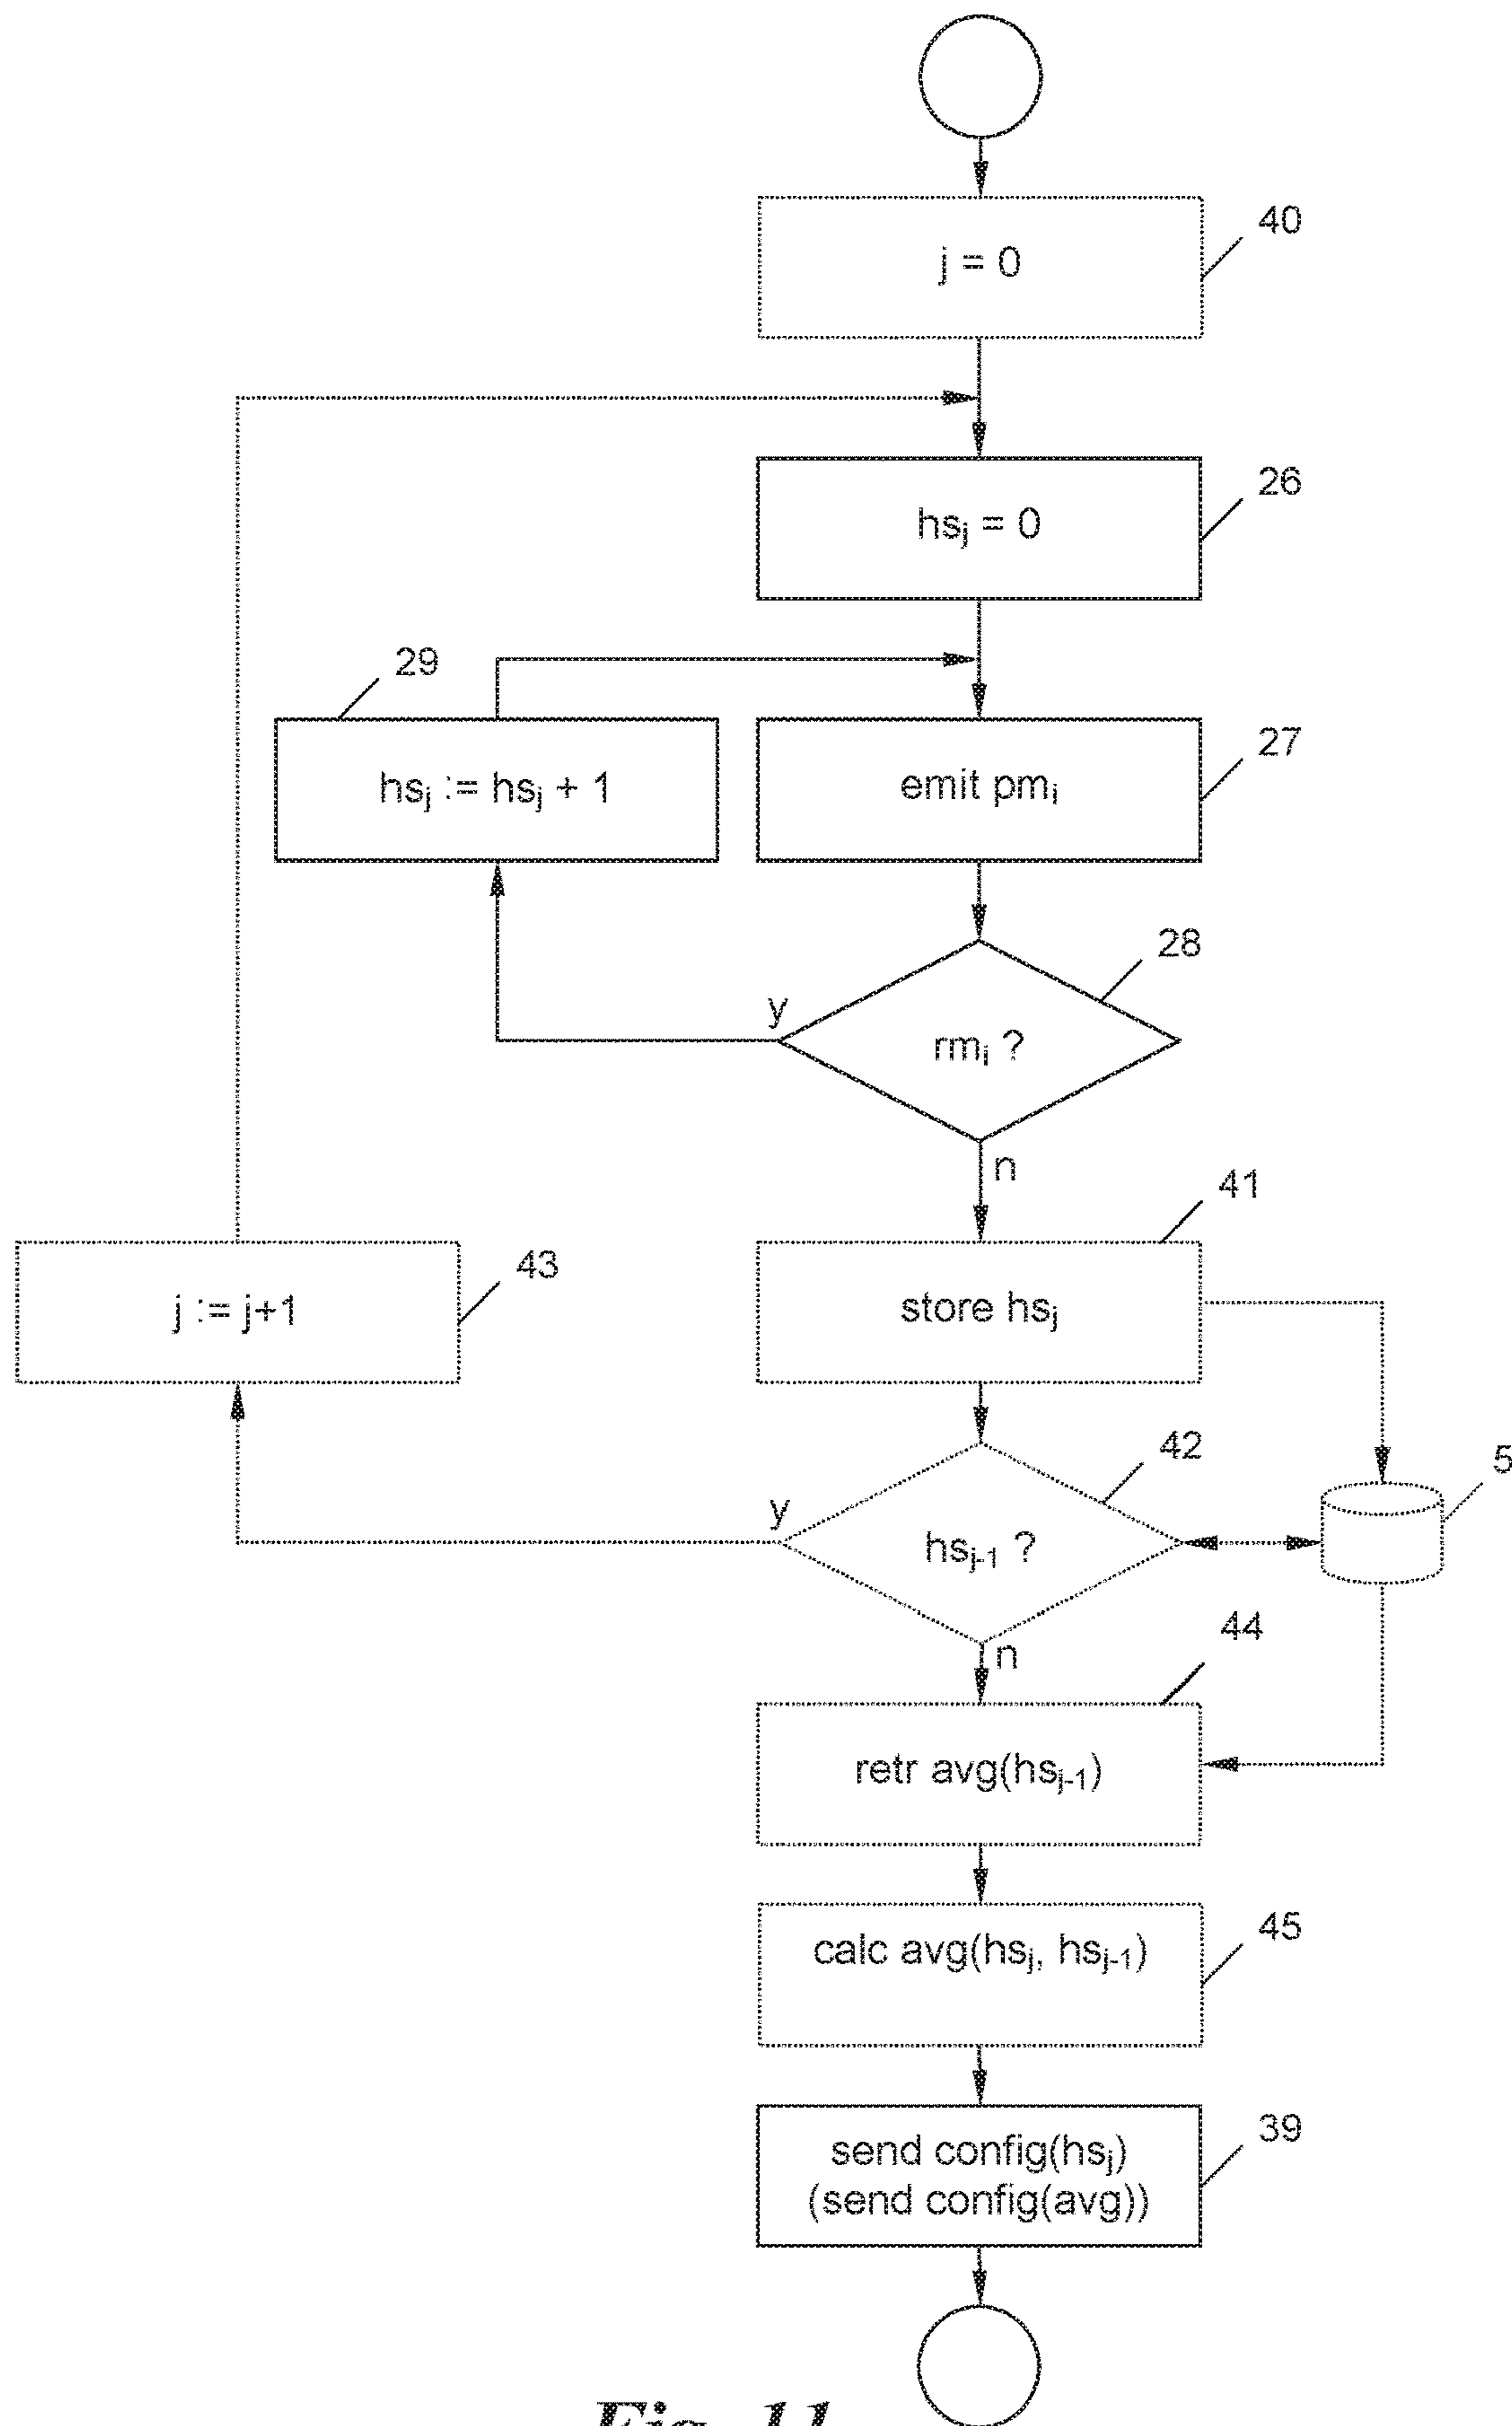 j = 0
40
hsj = 0
26
29
hsj := hsj + 1
emit pmi
27
28
y
rmi ?
n
41
43
j := j+1
store hsj
42
5
y
hsj-1 ?
44
n
retr avg(hsj-1)
calc avg(hsj, hsj-1)
45
send config(hsj)
39
(send config(avg))
Fig. 11